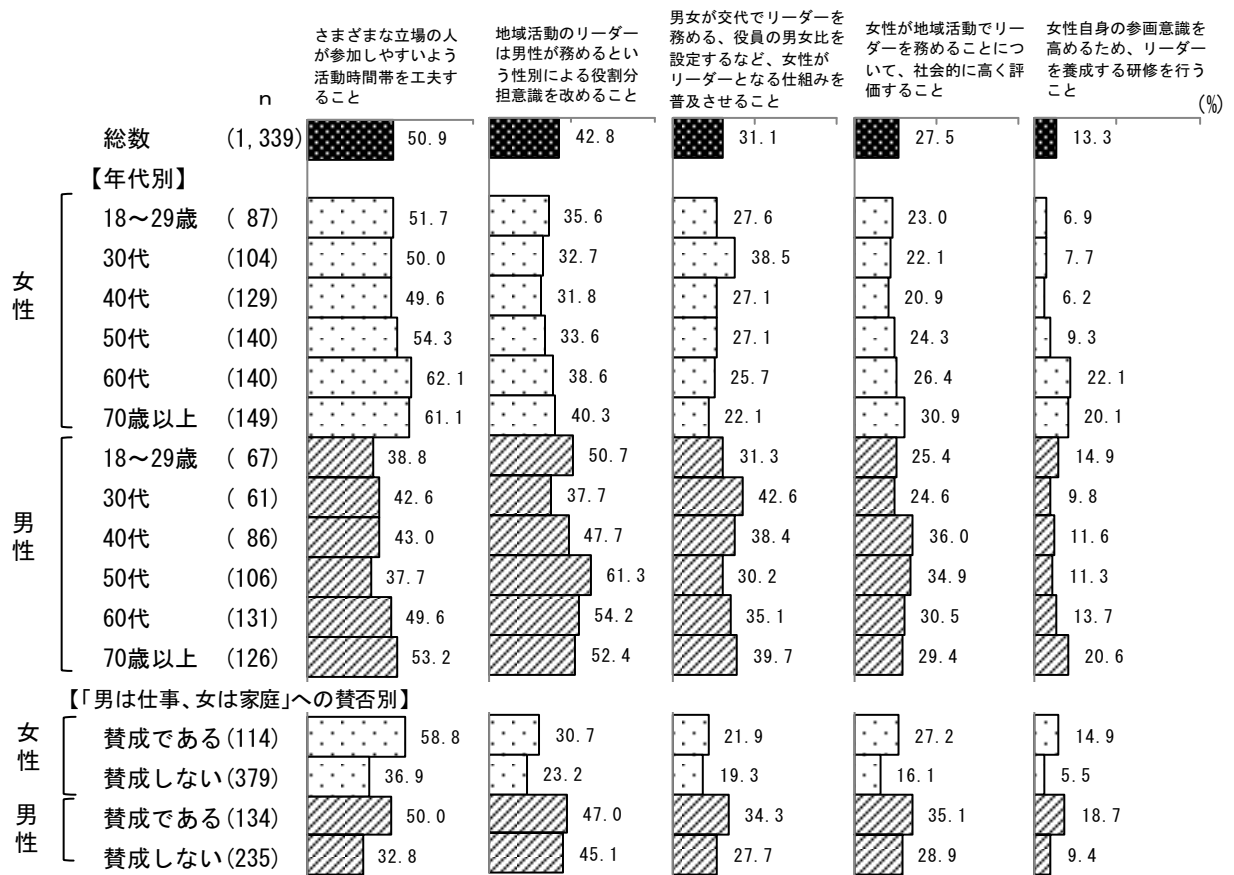 さまざまな立場の人
が参加しやすいよう
活動時間帯を工夫す
ること
地域活動のリーダー
は男性が務めるとい
う性別による役割分
担意識を改めること
男女が交代でリーダーを
務める、役員の男女比を
設定するなど、女性が
リーダーとなる仕組みを
普及させること
女性が地域活動でリー
ダーを務めることにつ
いて、社会的に高く評
価すること
女性自身の参画意識を
高めるため、リーダー
を養成する研修を行う
こと
n
(%)
総数 (1,339) 50.9 42.8 31.1 27.5 13.3
【年代別】
女性
18～29歳 ( 87) 51.7 35.6 27.6 23.0 6.9
30代 (104) 50.0 32.7 38.5 22.1 7.7
40代 (129) 49.6 31.8 27.1 20.9 6.2
50代 (140) 54.3 33.6 27.1 24.3 9.3
60代 (140) 62.1 38.6 25.7 26.4 22.1
70歳以上 (149) 61.1 40.3 22.1 30.9 20.1
男性
18～29歳 ( 67) 38.8 50.7 31.3 25.4 14.9
30代 ( 61) 42.6 37.7 42.6 24.6 9.8
40代 ( 86) 43.0 47.7 38.4 36.0 11.6
50代 (106) 37.7 61.3 30.2 34.9 11.3
60代 (131) 49.6 54.2 35.1 30.5 13.7
70歳以上 (126) 53.2 52.4 39.7 29.4 20.6
【「男は仕事、女は家庭」への賛否別】
女性
賛成である(114) 58.8 30.7 21.9 27.2 14.9
賛成しない(379) 36.9 23.2 19.3 16.1 5.5
男性
賛成である(134) 50.0 47.0 34.3 35.1 18.7
賛成しない(235) 32.8 45.1 27.7 28.9 9.4